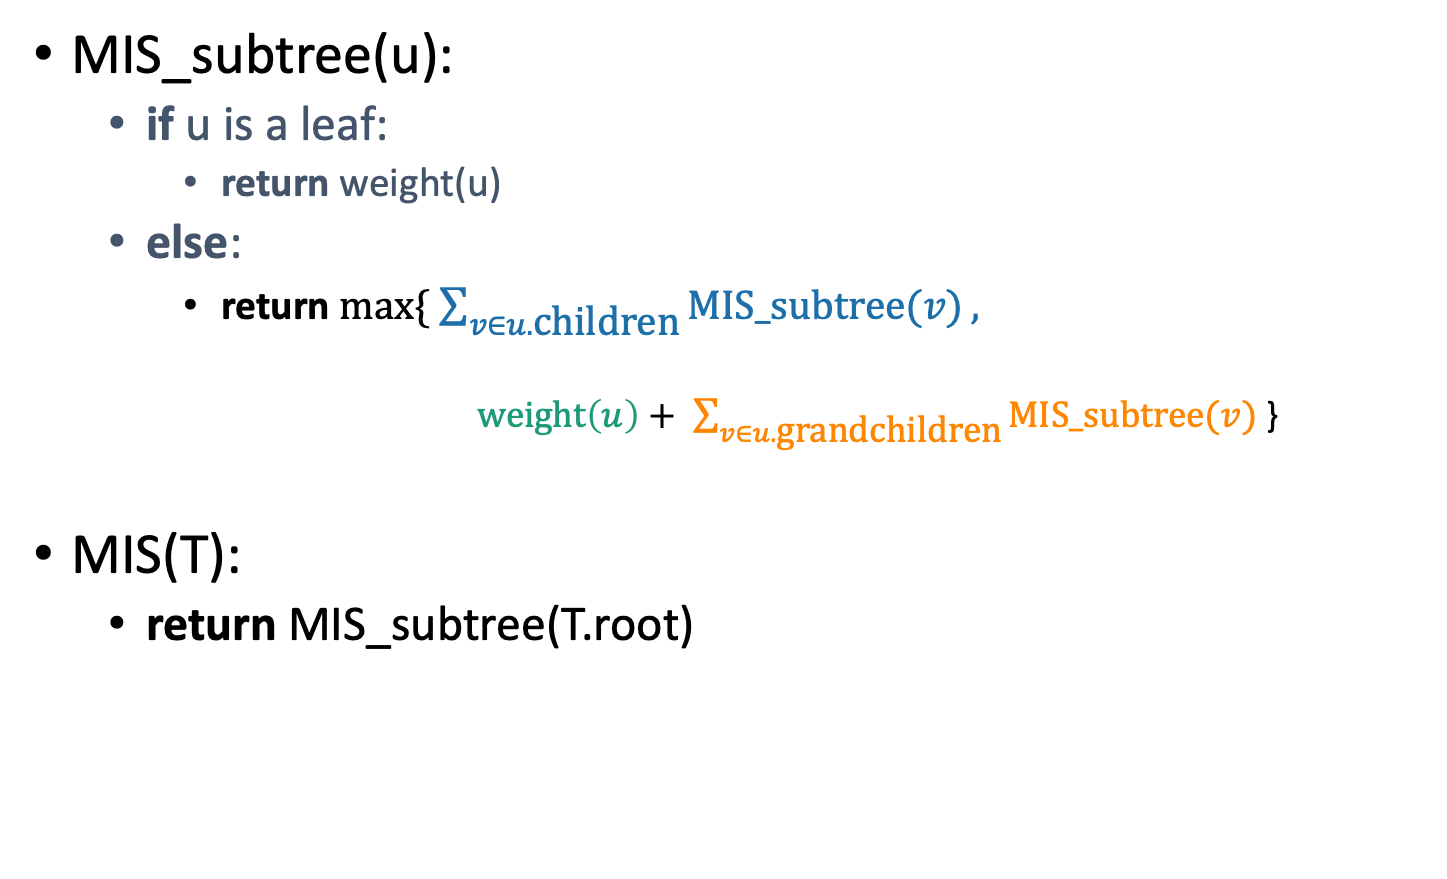 • MIS_subtree(u):
• if u is a leaf:
• return weight(u)
• else:
• return max{ ∑_{v∈u.children} MIS_subtree(v) ,
weight(u) + ∑_{v∈u.grandchildren} MIS_subtree(v) }
• MIS(T):
• return MIS_subtree(T.root)